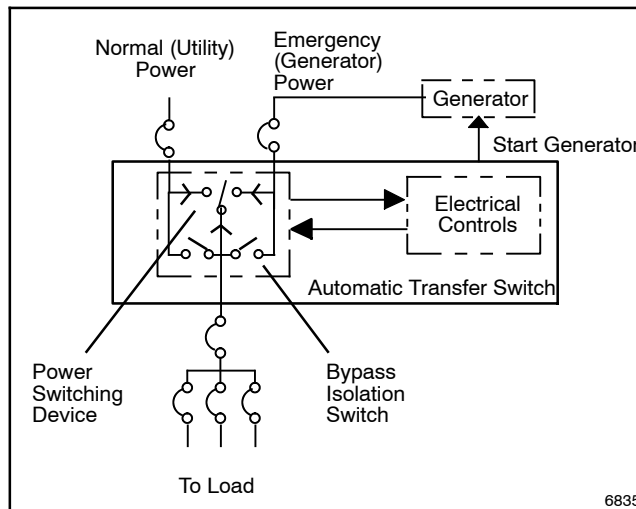 Normal (Utility)
Power
Emergency
(Generator)
Power
Generator
Start Generator
Electrical
Controls
Automatic Transfer Switch
Power
Switching
Device
Bypass
Isolation
Switch
To Load
6835